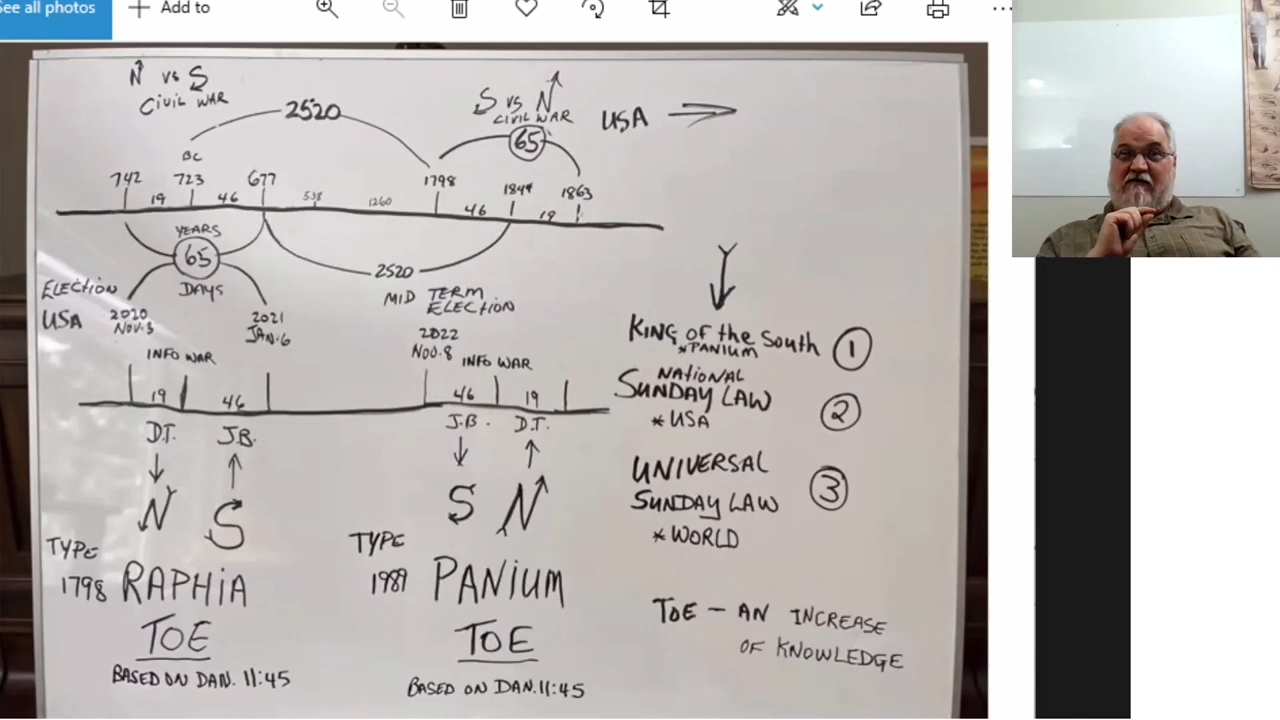 See all photos
Add to
N VS S
CIVIL WAR
2520
S VS N
CIVIL WAR
65
USA
BC
742
723
677
1798
1844
1863
19
46
538
1260
46
19
YEARS
65
DAYS
2520
ELECTION
USA
2020
NOV.3
2021
JAN.6
MID TERM
ELECTION
2022
NOV.8
INFO WAR
INFO WAR
19
46
46
19
D.T.
J.B.
J.B.
D.T.
N
S
S
N
TYPE
1798
RAPHIA
TOE
BASED ON DAN. 11:45
TYPE
1989
PANIUM
TOE
BASED ON DAN. 11:45
KING OF the South 1
*PANIUM
NATIONAL
SUNDAY LAW 2
* USA
UNIVERSAL
SUNDAY LAW 3
* WORLD
TOE - AN INCREASE
OF KNOWLEDGE